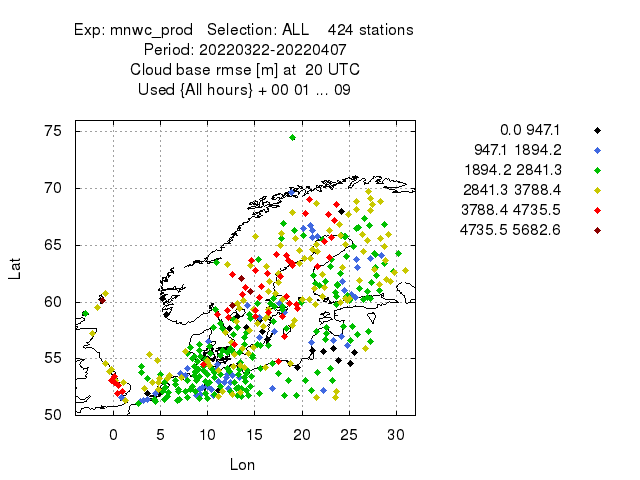 Exp: mnwc_prod Selection: ALL 424 stations
Period: 20220322-20220407
Cloud base rmse [m] at 20 UTC
Used {All hours} + 00 01 ... 09
0.0 947.1
947.1 1894.2
1894.2 2841.3
2841.3 3788.4
3788.4 4735.5
4735.5 5682.6
75
70
65
60
55
50
Lat
0 5 10 15 20 25 30
Lon